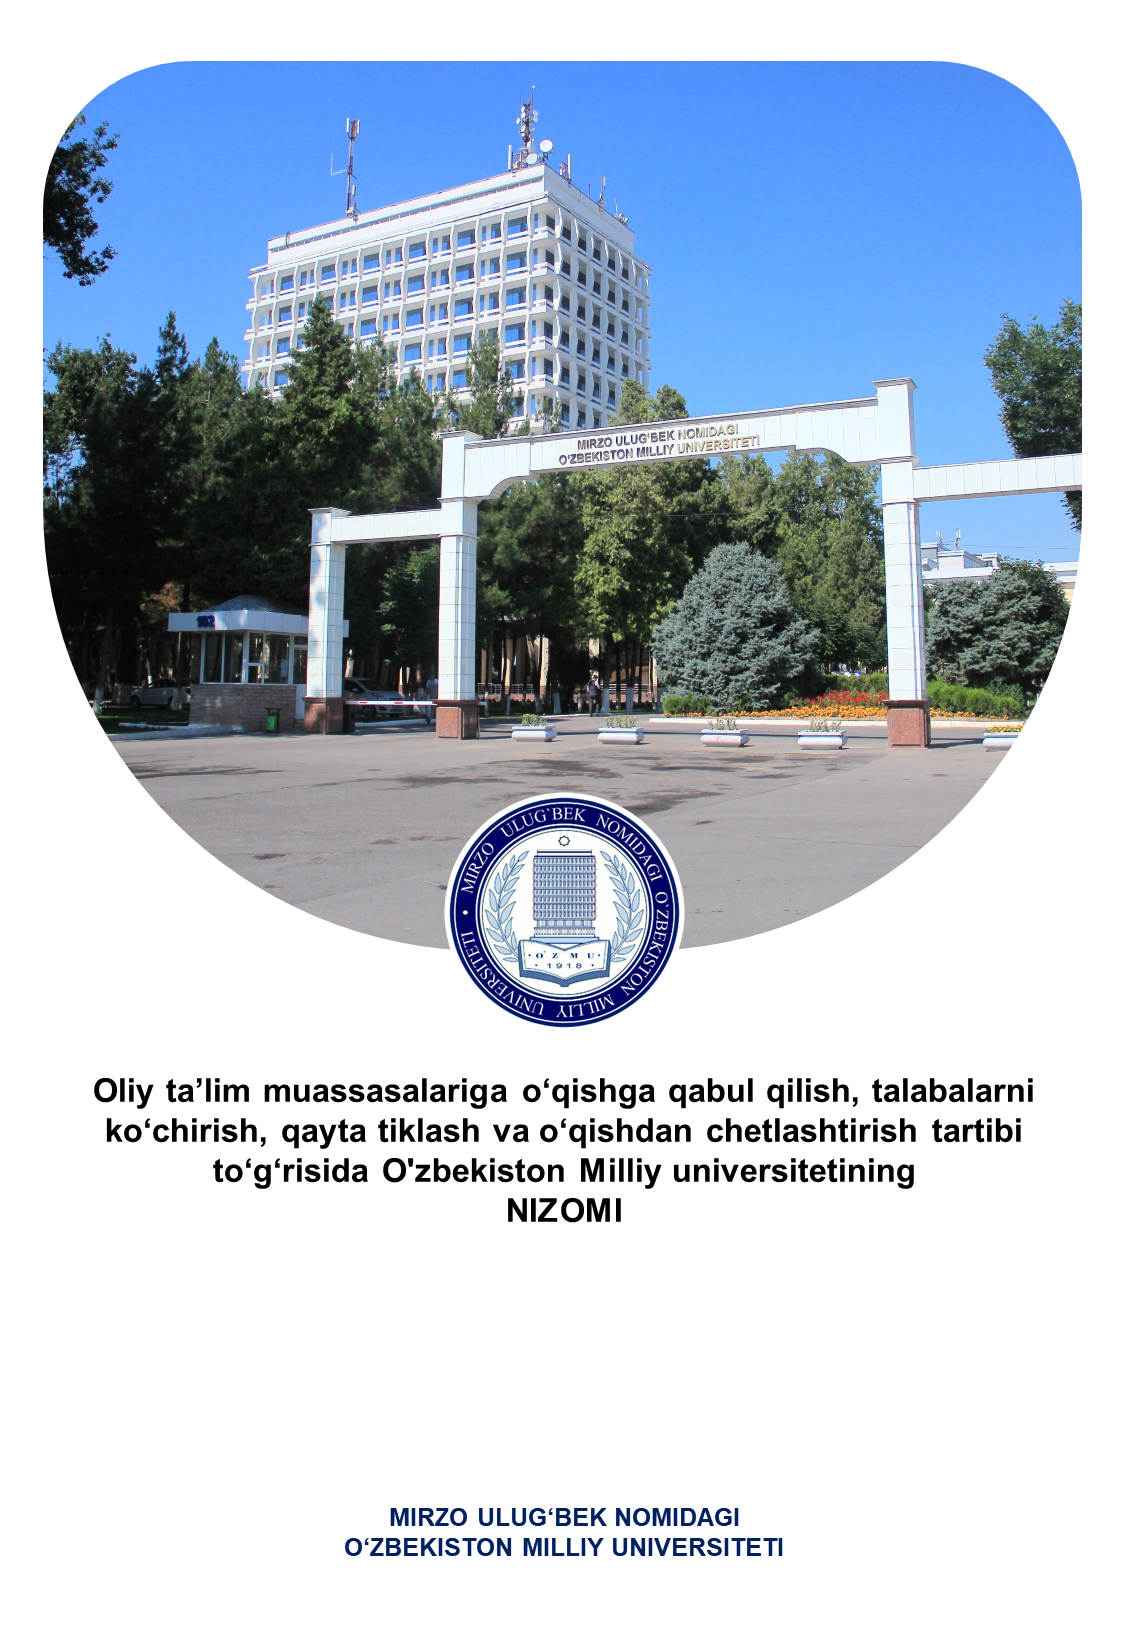 MIRZO ULUG‘BEK NOMIDAGI
O‘ZBEKISTON MILLIY UNIVERSITETI
MIRZO ULUG`BEK NOMIDAGI O`ZBEKISTON MILLIY UNIVERSITETI
O`Z M U
1918
Oliy ta’lim muassasalariga o‘qishga qabul qilish, talabalarni
ko‘chirish, qayta tiklash va o‘qishdan chetlashtirish tartibi
to‘g‘risida O'zbekiston Milliy universitetining
NIZOMI
MIRZO ULUG‘BEK NOMIDAGI
O‘ZBEKISTON MILLIY UNIVERSITETI